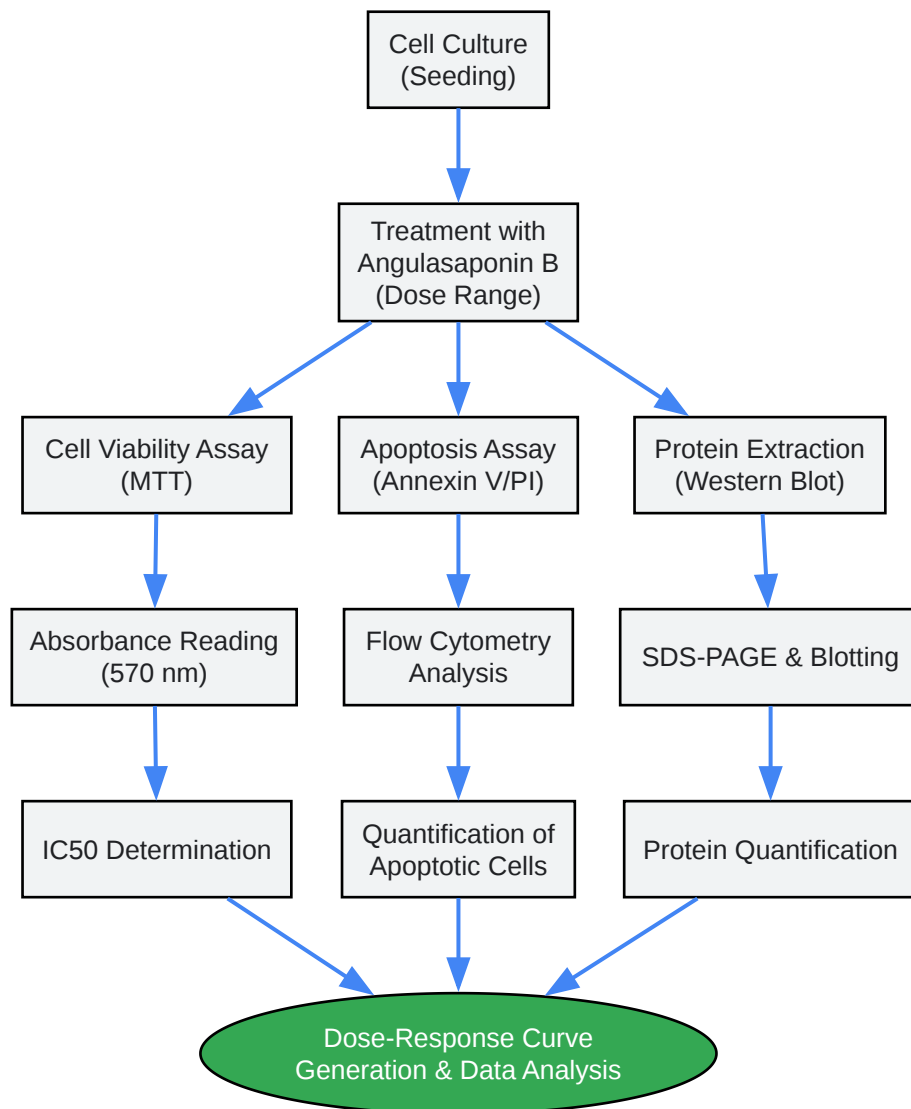 Cell Culture
(Seeding)
Treatment with
Angulasaponin B
(Dose Range)
Cell Viability Assay
(MTT)
Apoptosis Assay
(Annexin V/PI)
Protein Extraction
(Western Blot)
Absorbance Reading
(570 nm)
Flow Cytometry
Analysis
SDS-PAGE & Blotting
IC50 Determination
Quantification of
Apoptotic Cells
Protein Quantification
Dose-Response Curve
Generation & Data Analysis